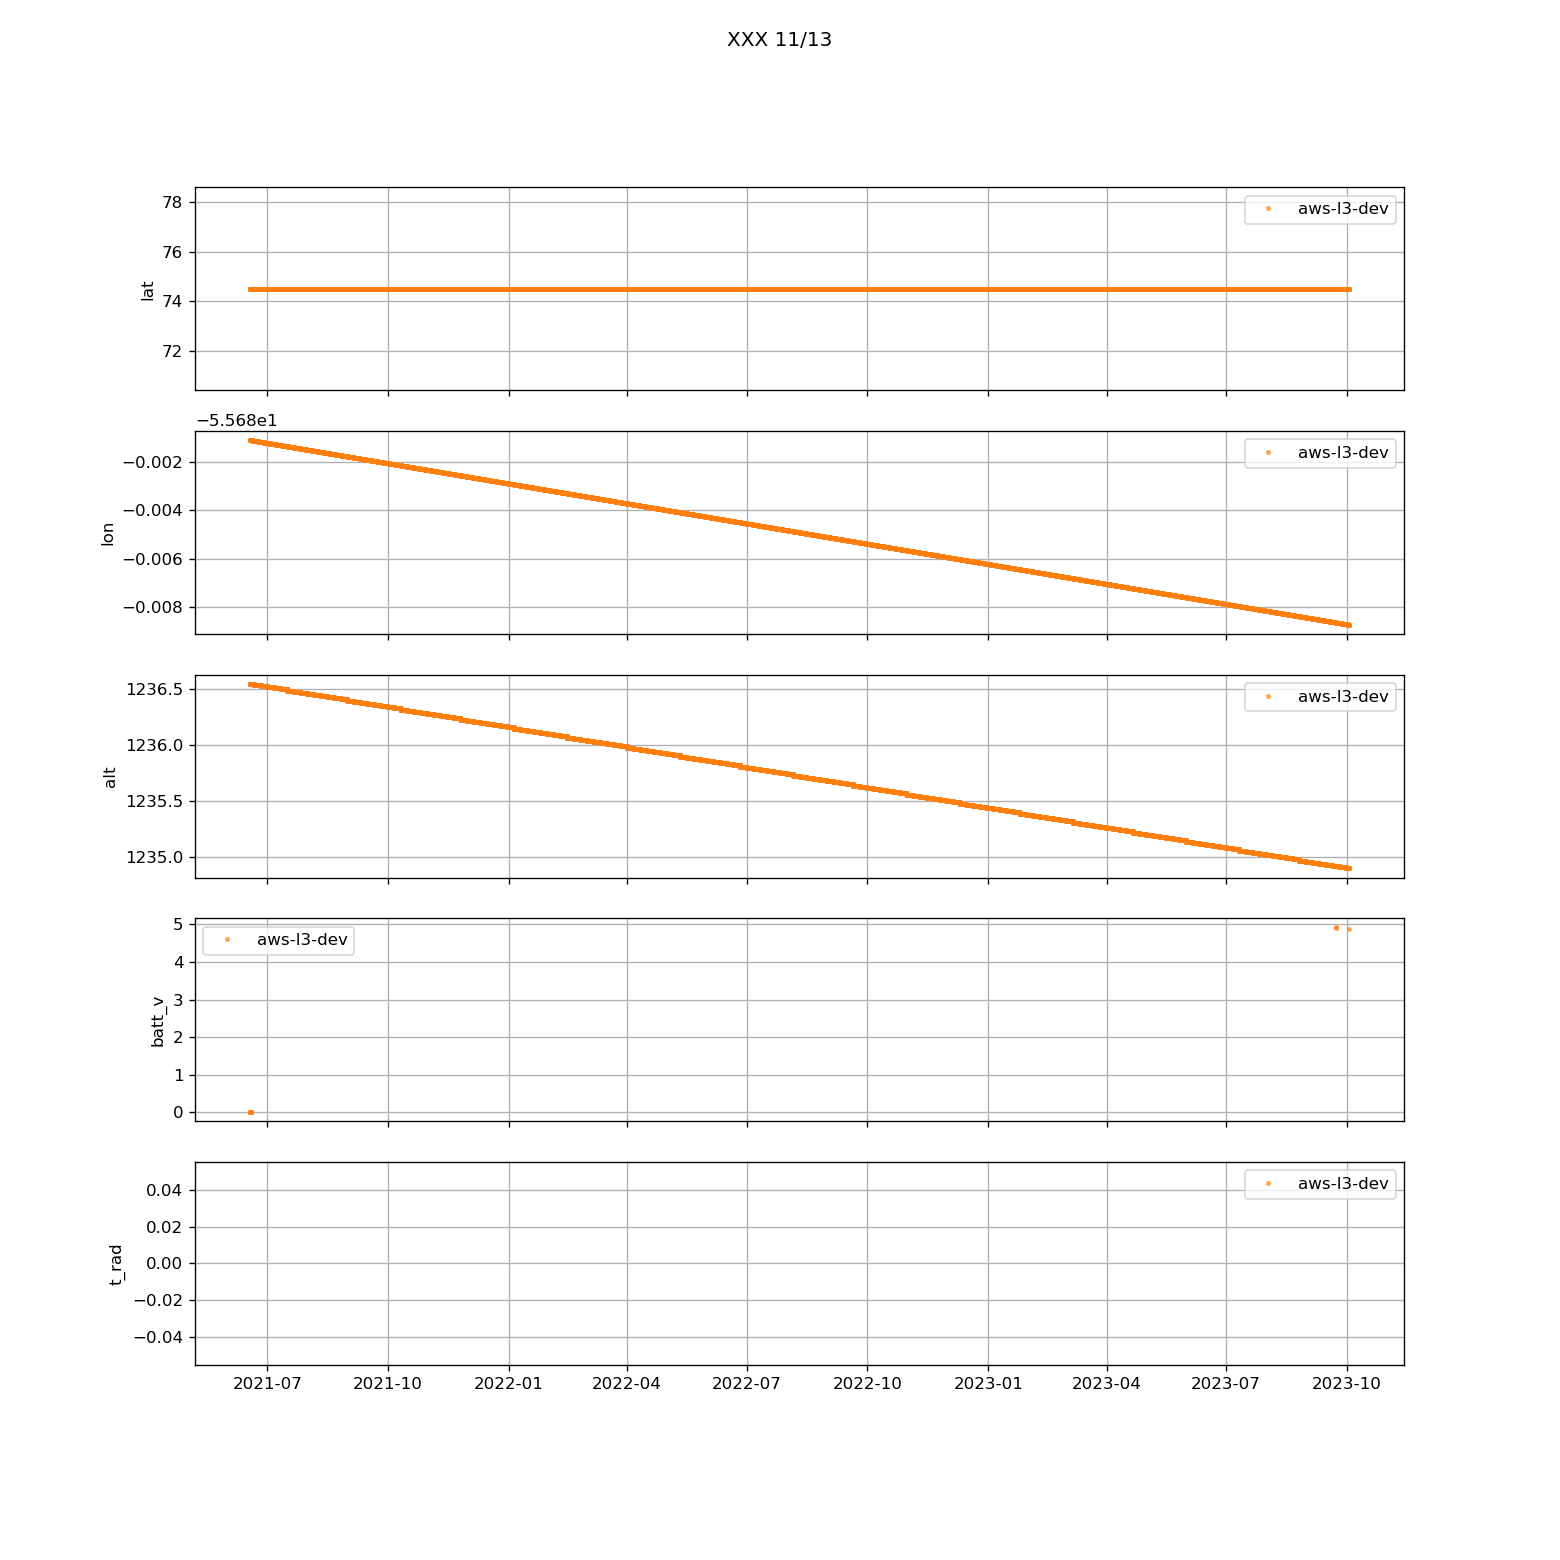 XXX 11/13
78
76
74
72
lat
aws-l3-dev
−5.568e1
−0.002
−0.004
−0.006
−0.008
lon
aws-l3-dev
1236.5
1236.0
1235.5
1235.0
alt
aws-l3-dev
5
4
3
2
1
0
batt_v
aws-l3-dev
0.04
0.02
0.00
−0.02
−0.04
t_rad
aws-l3-dev
2021-07 2021-10 2022-01 2022-04 2022-07 2022-10 2023-01 2023-04 2023-07 2023-10